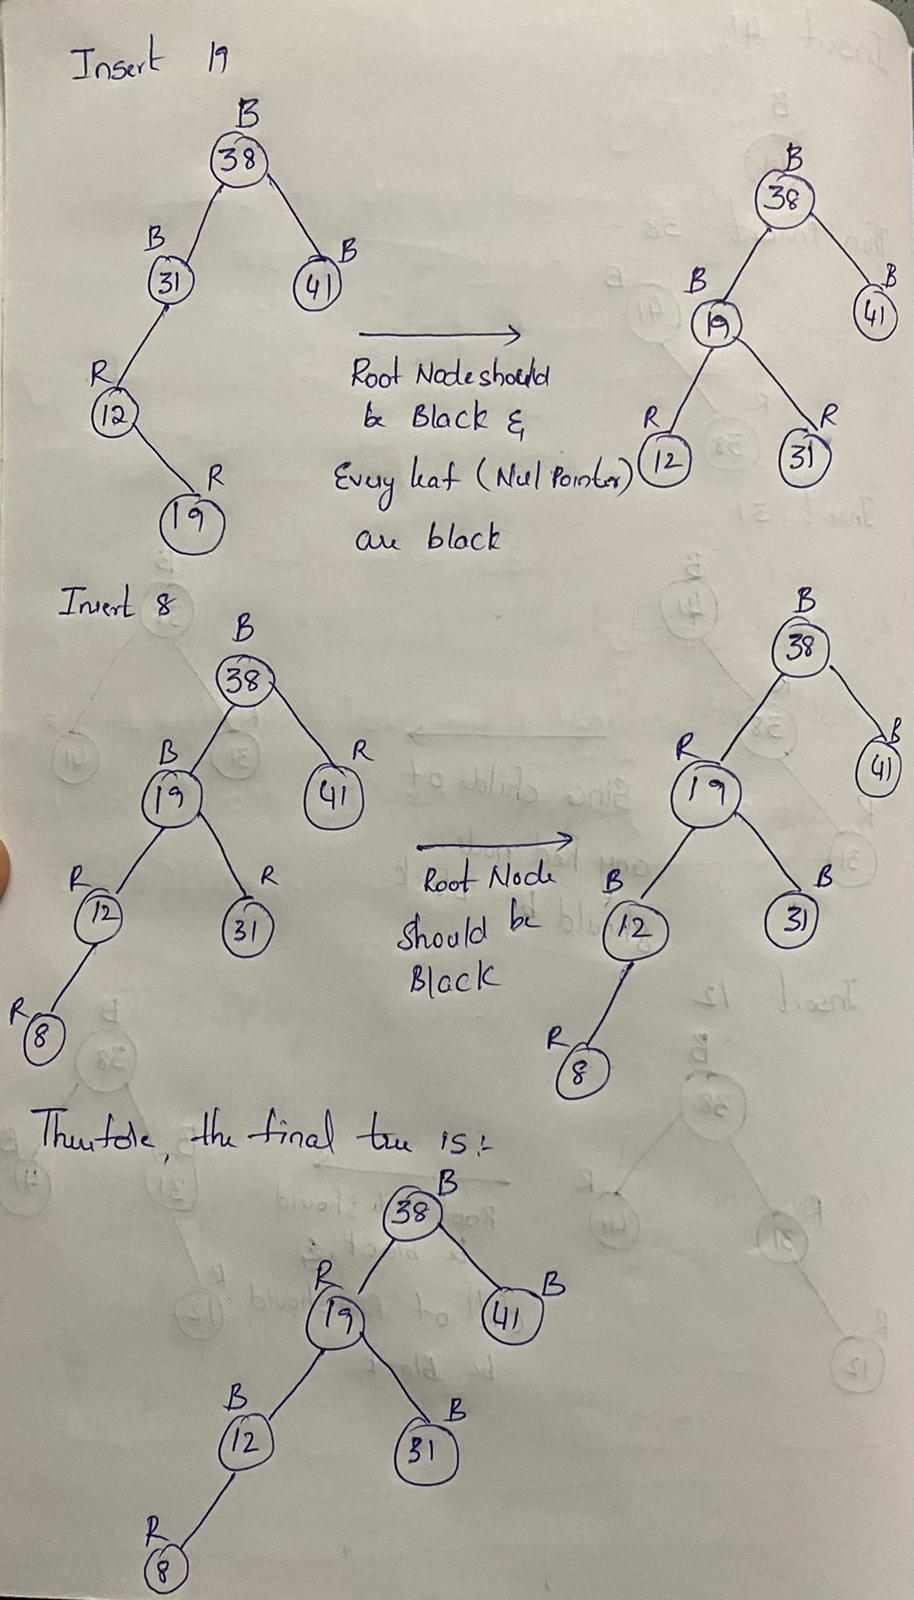 Insert 19
B
38
B
31
B
41
R
12
R
19
Root Node should
be Black &
Every leaf (Nul Pointer)
are black
B
38
B
19
B
41
R
12
R
31
Insert 8
B
38
B
19
R
41
R
12
R
31
R
8
Root Node
should be
Black
B
38
R
19
B
41
B
12
B
31
R
8
Therefore, the final tree is:-
B
38
R
19
B
41
B
12
B
31
R
8